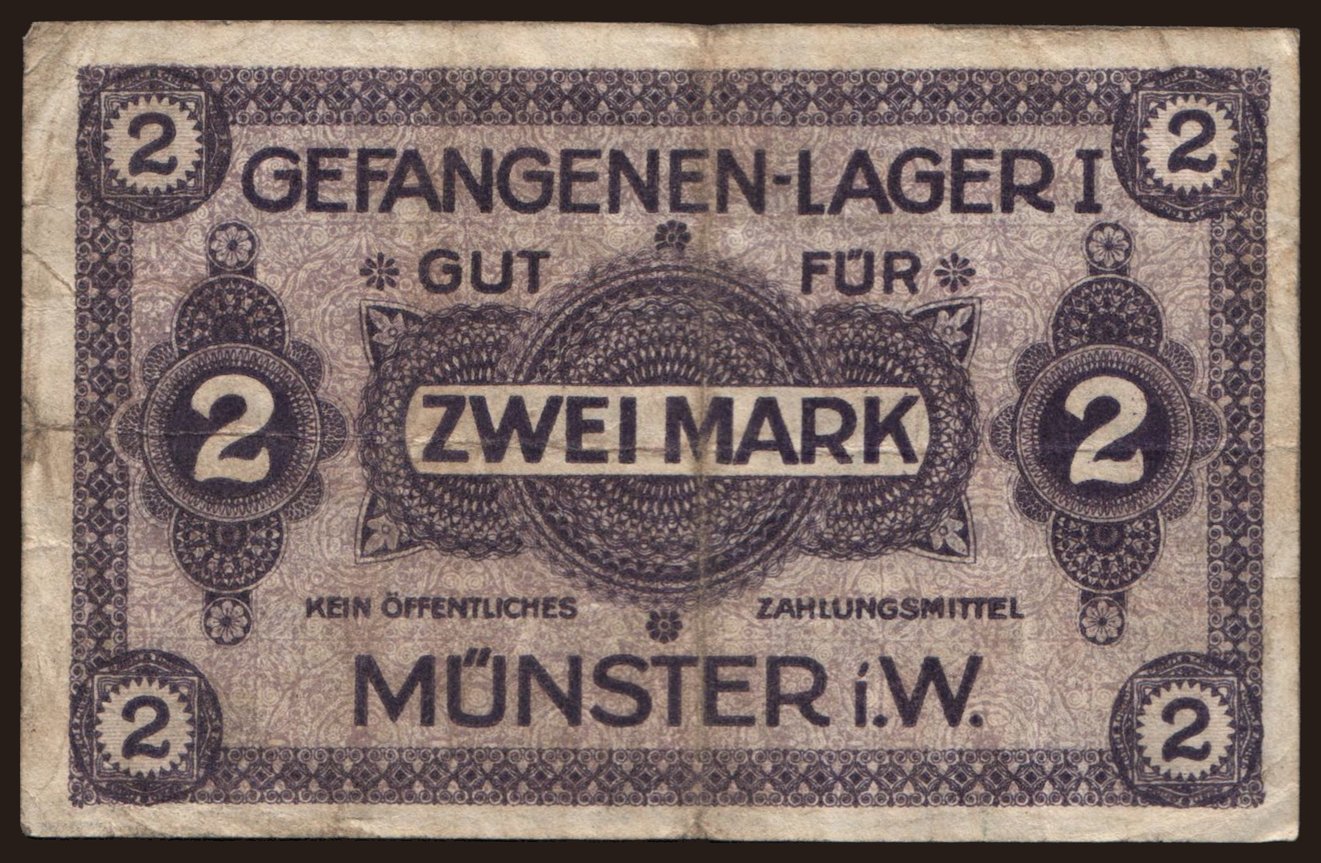 2 2
GEFANGENEN-LAGER I
GUT FÜR
2 ZWEI MARK 2
KEIN ÖFFENTLICHES ZAHLUNGSMITTEL
MÜNSTER i.W.
2 2